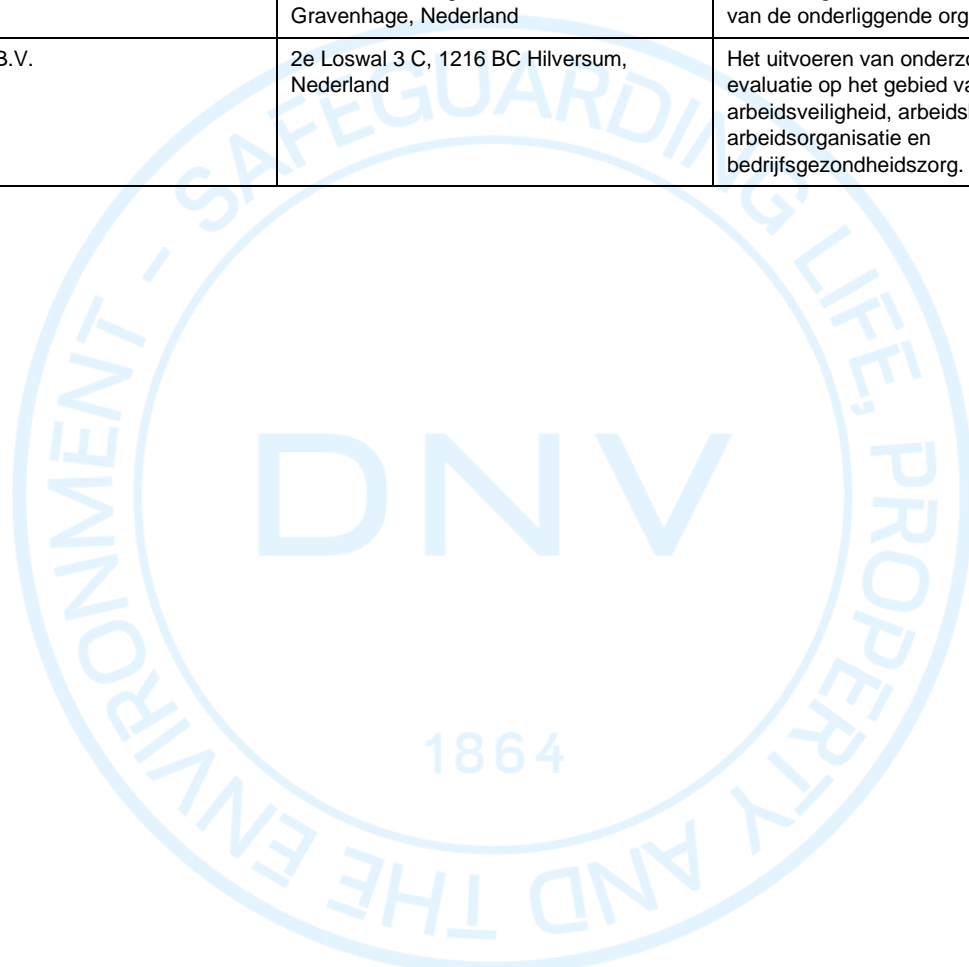 Gravenhage, Nederland
van de onderliggende org
B.V.
2e Loswal 3 C, 1216 BC Hilversum,
Nederland
Het uitvoeren van onderzo
evaluatie op het gebied va
arbeidsveiligheid, arbeids
arbeidsorganisatie en
bedrijfsgezondheidszorg.
SAFEGUARDING LIFE, PROPERTY AND THE ENVIRONMENT -
DNV
1864